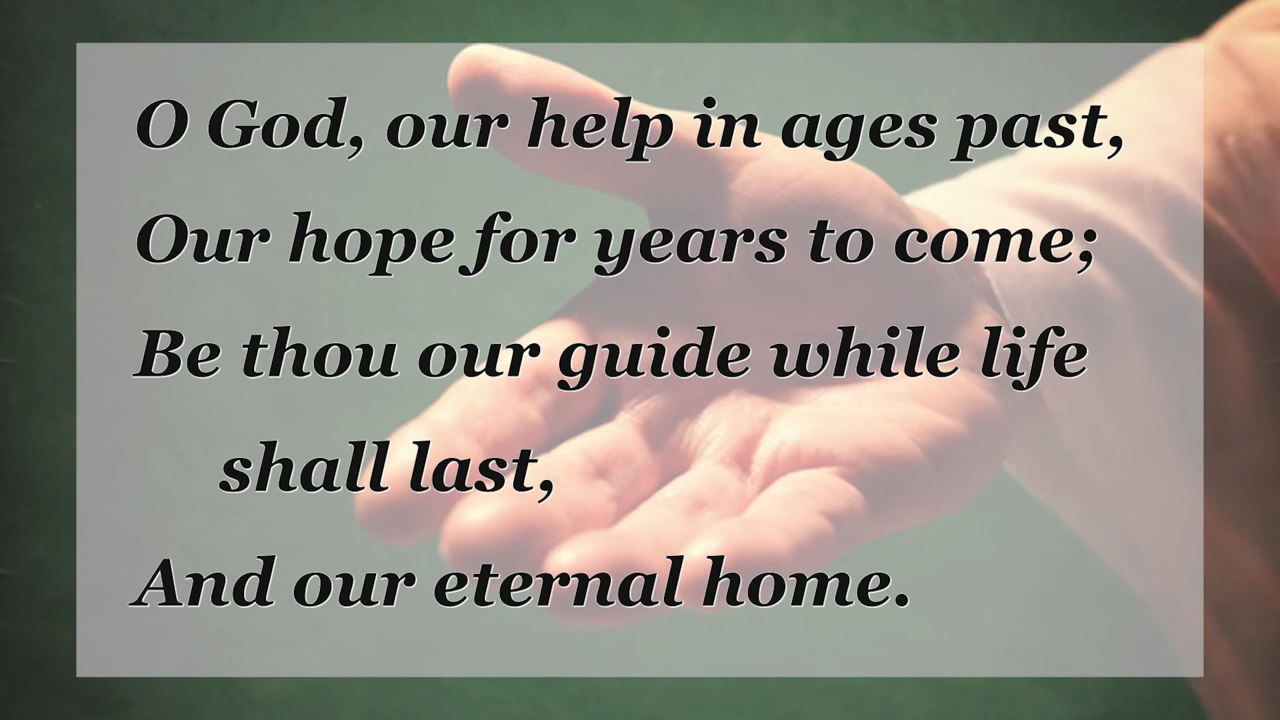 O God, our help in ages past,
Our hope for years to come;
Be thou our guide while life
shall last,
And our eternal home.